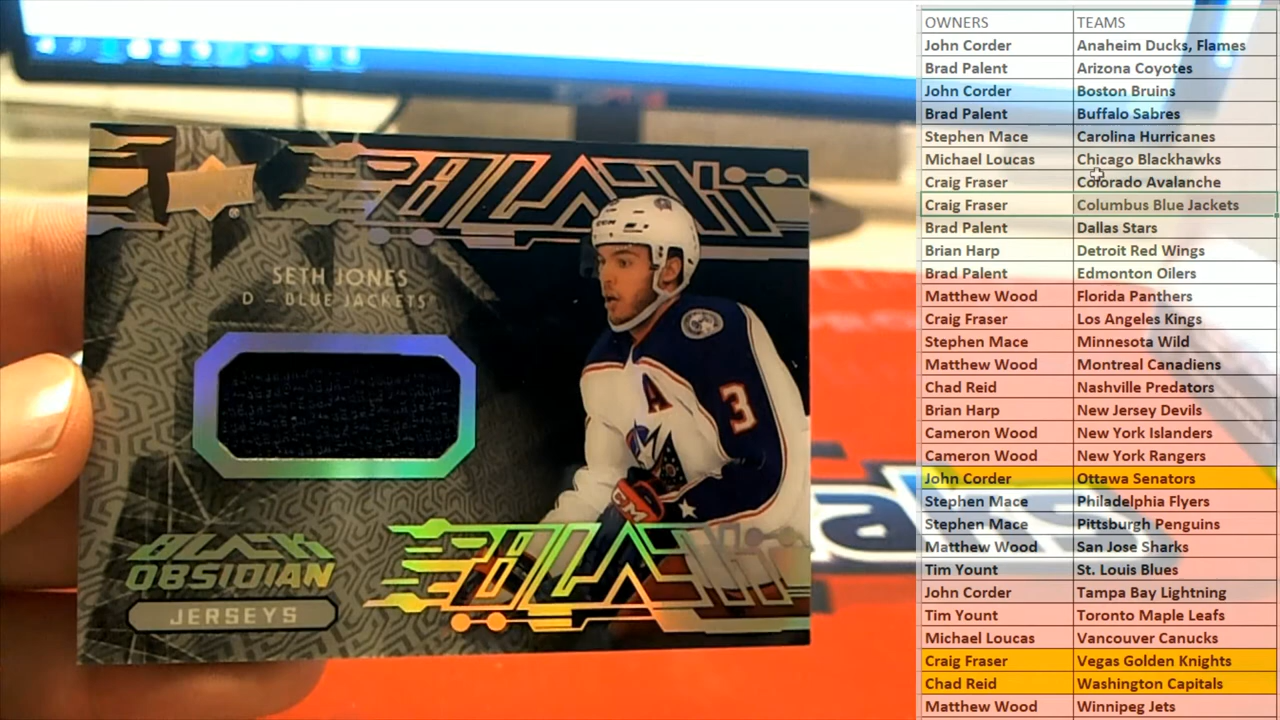 BLACK
SETH JONES
D – BLUE JACKETS
CCM
A
3
BLACK
OBSIDIAN
JERSEYS
BLACK
OWNERS TEAMS
John Corder Anaheim Ducks, Flames
Brad Palent Arizona Coyotes
John Corder Boston Bruins
Brad Palent Buffalo Sabres
Stephen Mace Carolina Hurricanes
Michael Loucas Chicago Blackhawks
Craig Fraser Colorado Avalanche
Craig Fraser Columbus Blue Jackets
Brad Palent Dallas Stars
Brian Harp Detroit Red Wings
Brad Palent Edmonton Oilers
Matthew Wood Florida Panthers
Craig Fraser Los Angeles Kings
Stephen Mace Minnesota Wild
Matthew Wood Montreal Canadiens
Chad Reid Nashville Predators
Brian Harp New Jersey Devils
Cameron Wood New York Islanders
Cameron Wood New York Rangers
John Corder Ottawa Senators
Stephen Mace Philadelphia Flyers
Stephen Mace Pittsburgh Penguins
Matthew Wood San Jose Sharks
Tim Yount St. Louis Blues
John Corder Tampa Bay Lightning
Tim Yount Toronto Maple Leafs
Michael Loucas Vancouver Canucks
Craig Fraser Vegas Golden Knights
Chad Reid Washington Capitals
Matthew Wood Winnipeg Jets